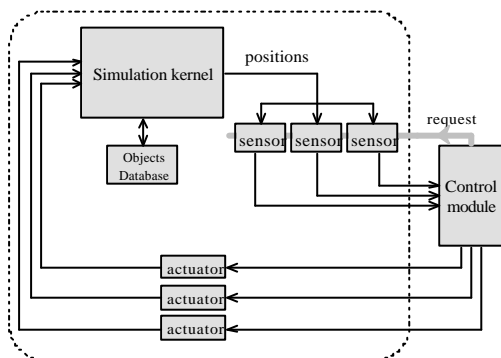 Simulation kernel
positions
request
sensor
sensor
sensor
Objects
Database
Control
module
actuator
actuator
actuator